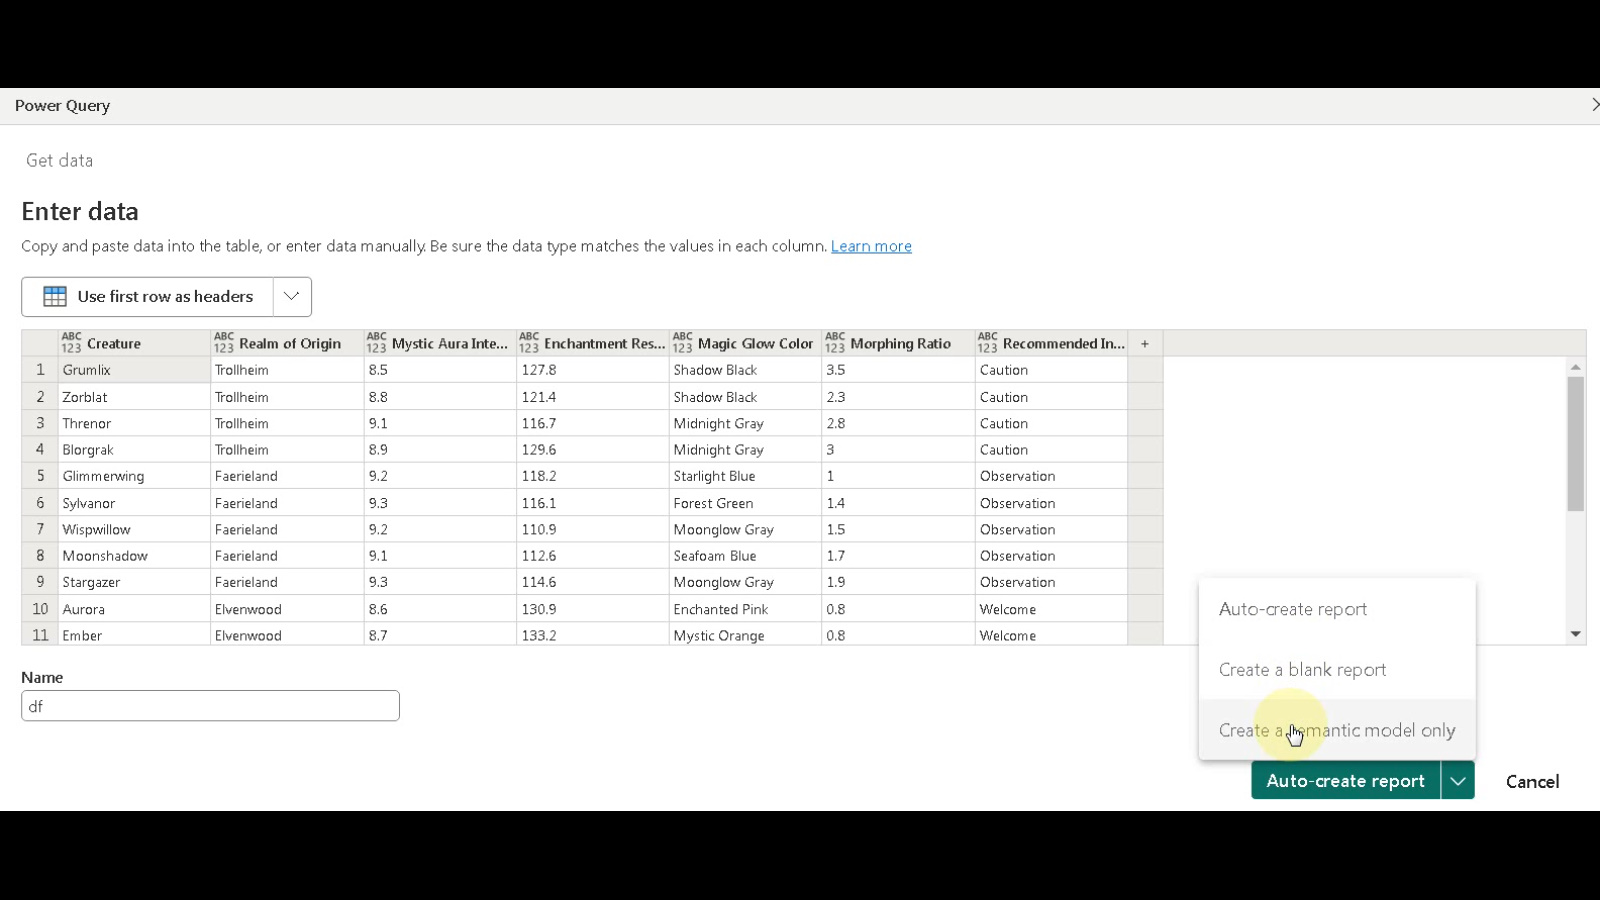 Power Query
Get data
Enter data
Copy and paste data into the table, or enter data manually. Be sure the data type matches the values in each column. Learn more
Use first row as headers
ABC 123 Creature ABC 123 Realm of Origin ABC 123 Mystic Aura Inte... ABC 123 Enchantment Res... ABC 123 Magic Glow Color ABC 123 Morphing Ratio ABC 123 Recommended In... +
1 Grumlix Trollheim 8.5 127.8 Shadow Black 3.5 Caution
2 Zorblat Trollheim 8.8 121.4 Shadow Black 2.3 Caution
3 Threnor Trollheim 9.1 116.7 Midnight Gray 2.8 Caution
4 Blorgrak Trollheim 8.9 129.6 Midnight Gray 3 Caution
5 Glimmerwing Faerieland 9.2 118.2 Starlight Blue 1 Observation
6 Sylvanor Faerieland 9.3 116.1 Forest Green 1.4 Observation
7 Wispwillow Faerieland 9.2 110.9 Moonglow Gray 1.5 Observation
8 Moonshadow Faerieland 9.1 112.6 Seafoam Blue 1.7 Observation
9 Stargazer Faerieland 9.3 114.6 Moonglow Gray 1.9 Observation
10 Aurora Elvenwood 8.6 130.9 Enchanted Pink 0.8 Welcome
11 Ember Elvenwood 8.7 133.2 Mystic Orange 0.8 Welcome
Auto-create report
Create a blank report
Create a semantic model only
Name
df
Auto-create report
Cancel